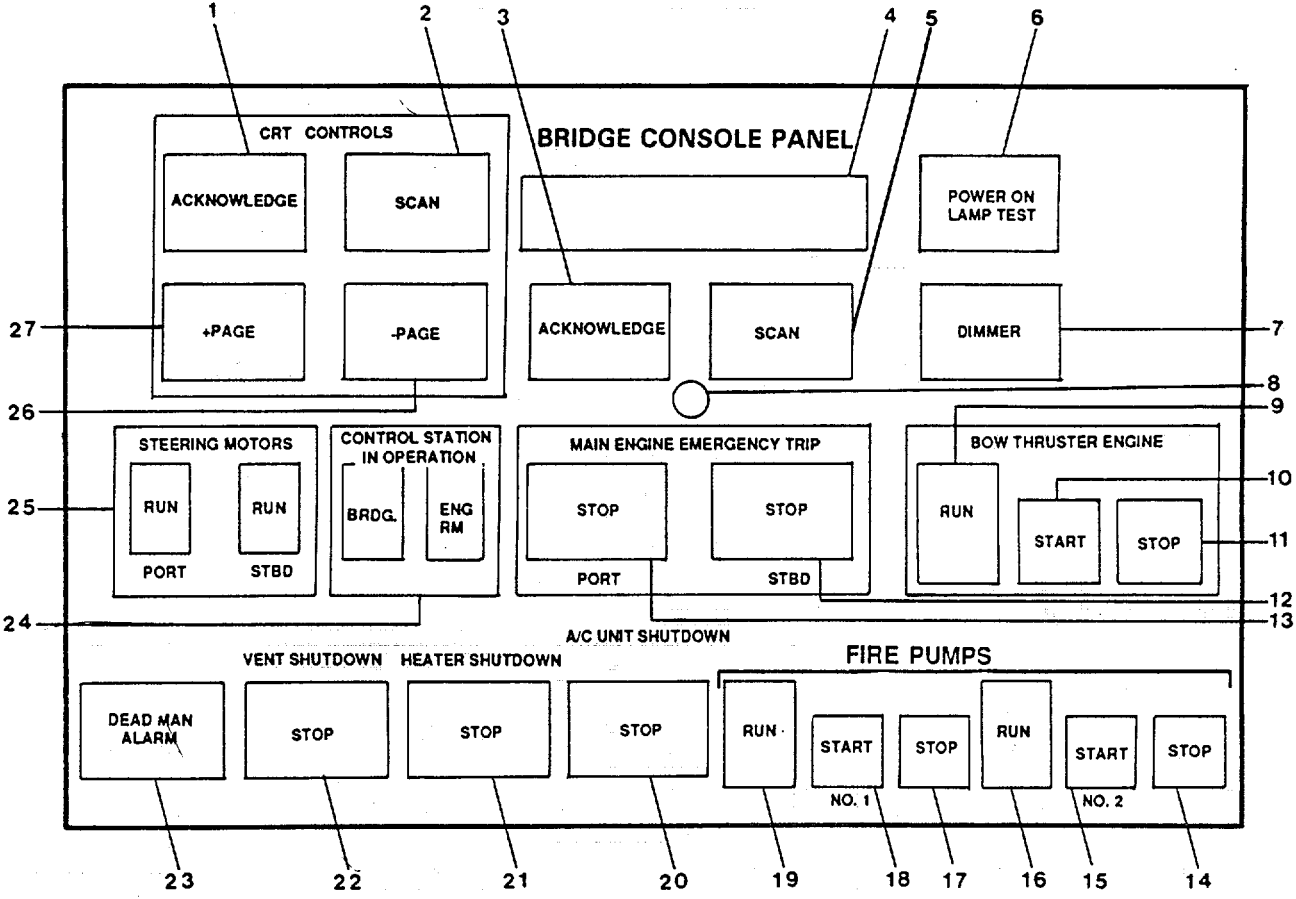 1 2 3 4 5 6
CRT CONTROLS
BRIDGE CONSOLE PANEL
ACKNOWLEDGE
SCAN
POWER ON
LAMP TEST
27
+PAGE
-PAGE
ACKNOWLEDGE
SCAN
DIMMER
7
8
26
9
STEERING MOTORS
RUN
RUN
PORT
STBD
25
CONTROL STATION
IN OPERATION
BRDG.
ENG
RM
MAIN ENGINE EMERGENCY TRIP
STOP
STOP
PORT
STBD
BOW THRUSTER ENGINE
RUN
START
STOP
10
11
12
13
24
A/C UNIT SHUTDOWN
VENT SHUTDOWN
HEATER SHUTDOWN
FIRE PUMPS
DEAD MAN
ALARM
STOP
STOP
STOP
RUN
START
STOP
RUN
START
STOP
NO. 1
NO. 2
23 22 21 20 19 18 17 16 15 14